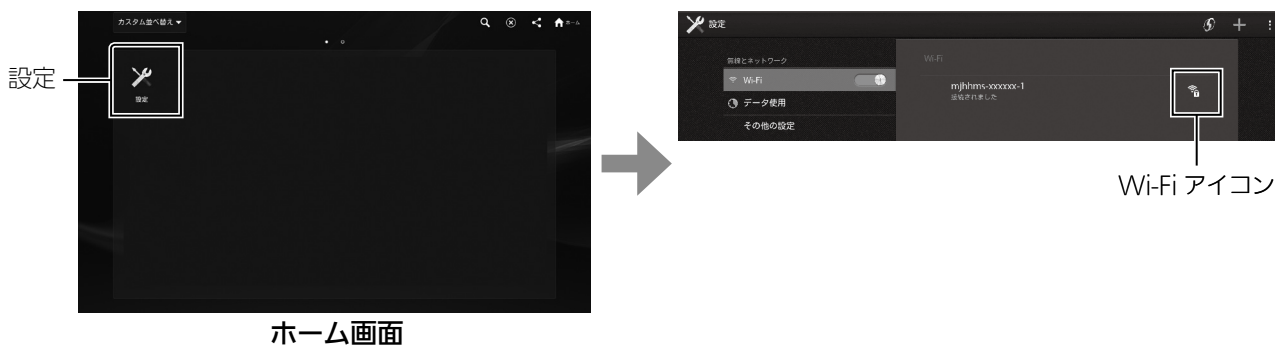 カスタム並べ替え
ホーム
設定
設定
ホーム画面
設定
無線とネットワーク
Wi-Fi
Wi-Fi
mjhhms-xxxxxx-1
接続されました
データ使用
その他の設定
Wi-Fi アイコン